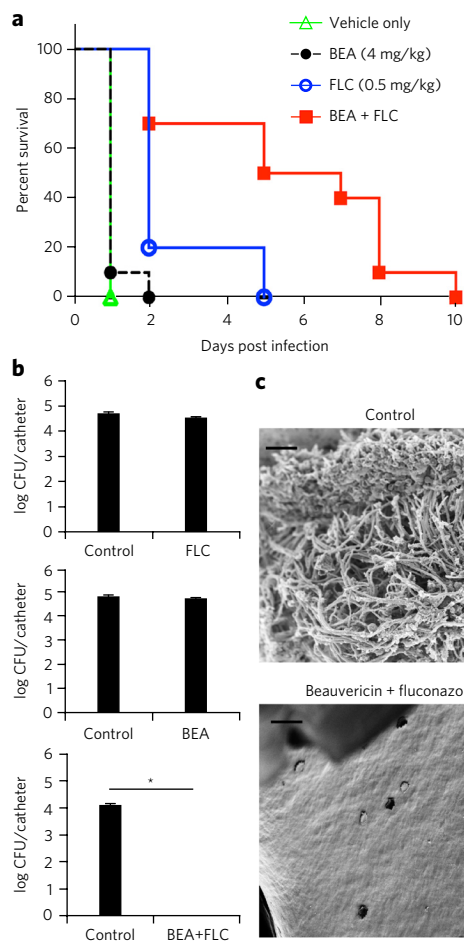 a
Vehicle only
BEA (4 mg/kg)
FLC (0.5 mg/kg)
BEA + FLC
100
80
60
40
20
0
Percent survival
0 2 4 6 8 10
Days post infection
b
6
5
4
3
2
1
0
log CFU/catheter
Control FLC
6
5
4
3
2
1
0
log CFU/catheter
Control BEA
6
5
4
3
2
1
0
log CFU/catheter
*
Control BEA+FLC
c
Control
Beauvericin + fluconazo